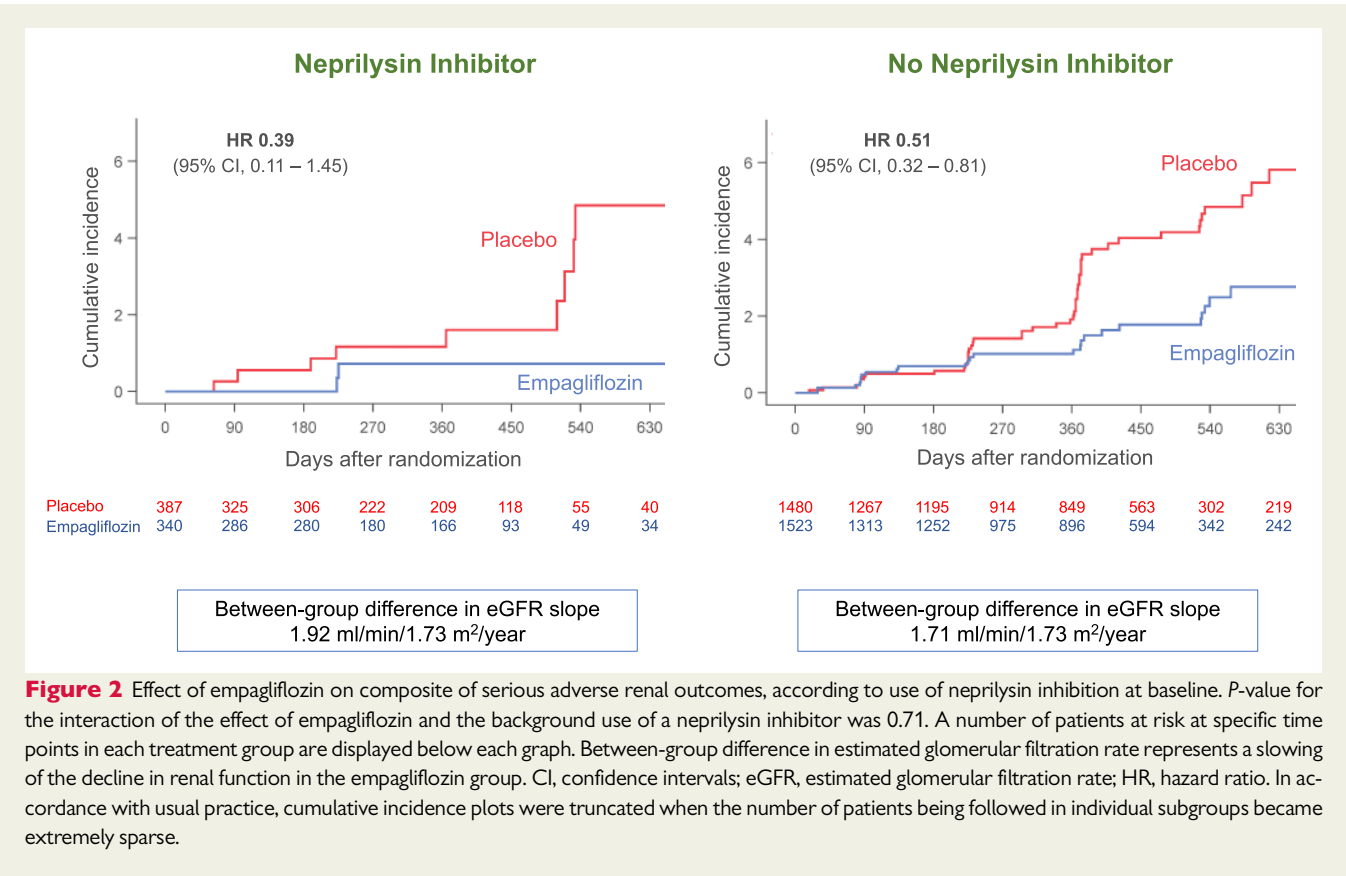 Neprilysin Inhibitor
HR 0.39
(95% CI, 0.11 – 1.45)
Cumulative incidence
6
4
2
0
Placebo
Empagliflozin
0 90 180 270 360 450 540 630
Days after randomization
Placebo 387 325 306 222 209 118 55 40
Empagliflozin 340 286 280 180 166 93 49 34
Between-group difference in eGFR slope
1.92 ml/min/1.73 m²/year
No Neprilysin Inhibitor
HR 0.51
(95% CI, 0.32 – 0.81)
Cumulative incidence
6
4
2
0
Placebo
Empagliflozin
0 90 180 270 360 450 540 630
Days after randomization
1480 1267 1195 914 849 563 302 219
1523 1313 1252 975 896 594 342 242
Between-group difference in eGFR slope
1.71 ml/min/1.73 m²/year
Figure 2 Effect of empagliflozin on composite of serious adverse renal outcomes, according to use of neprilysin inhibition at baseline. P-value for
the interaction of the effect of empagliflozin and the background use of a neprilysin inhibitor was 0.71. A number of patients at risk at specific time
points in each treatment group are displayed below each graph. Between-group difference in estimated glomerular filtration rate represents a slowing
of the decline in renal function in the empagliflozin group. CI, confidence intervals; eGFR, estimated glomerular filtration rate; HR, hazard ratio. In ac-
cordance with usual practice, cumulative incidence plots were truncated when the number of patients being followed in individual subgroups became
extremely sparse.